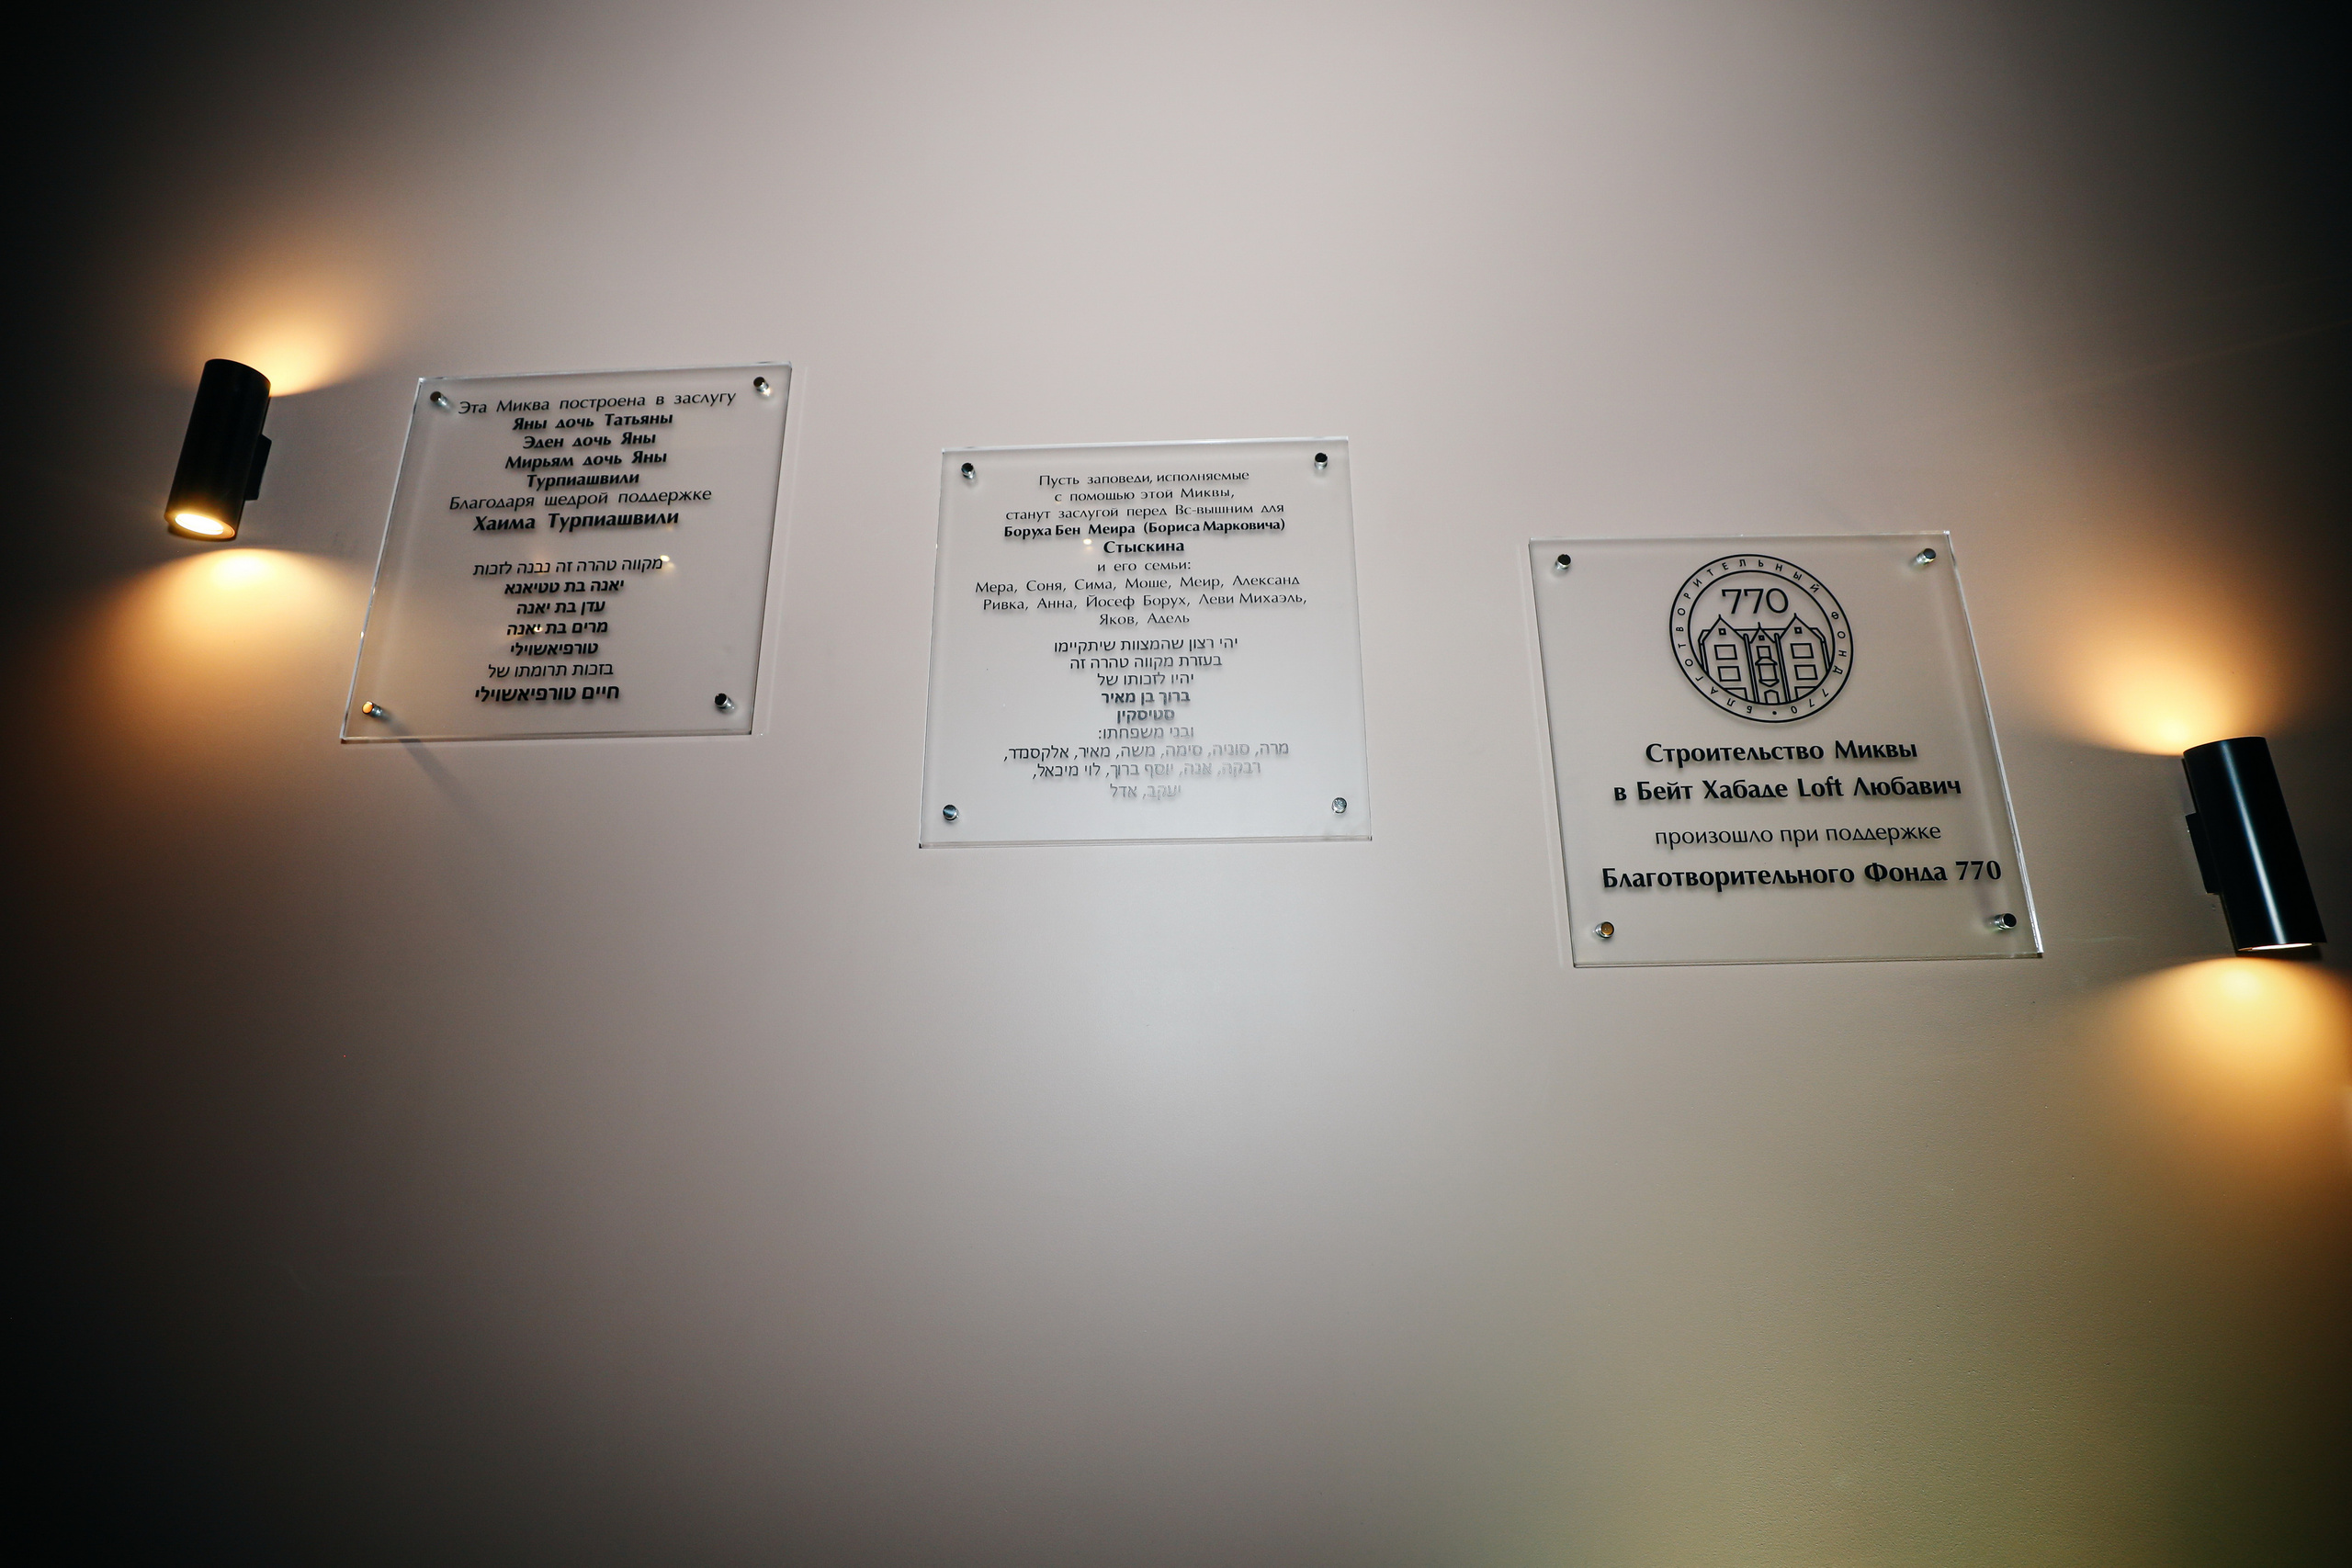 Эта Миква построена в заслугу
Яны дочь Татьяны
Эден дочь Яны
Мирьям дочь Яны
Турпиашвили
Благодаря щедрой поддержке
Хаима Турпиашвили
מקווה טהרה זה נבנה לזכות
יאנה בת טטיאנא
עדן בת יאנה
מרים בת יאנה
טורפיאשוילי
בזכות תרומתו של
חיים טורפיאשוילי
Пусть заповеди, исполняемые
с помощью этой Миквы,
станут заслугой перед Вс-вышним для
Боруха Бен Меира (Бориса Марковича)
Стыскина
и его семьи:
Мера, Соня, Сима, Моше, Меир, Александ
Ривка, Анна, Йосеф Борух, Леви Михаэль,
Яков, Адель
יהי רצון שהמצוות שיתקיימו
בעזרת מקווה טהרה זה
יהיו לזכותו של
ברוך בן מאיר
סטיסקין
ובני משפחתו:
מרה, סוניה, סימה, משה, מאיר, אלקסנדר,
רבקה, אנה, יוסף ברוך, לוי מיכאל,
יעקב, אדל
БЛАГОТВОРИТЕЛЬНЫЙ ФОНД 770 •
770
Строительство Миквы
в Бейт Хабаде Loft Любавич
произошло при поддержке
Благотворительного Фонда 770